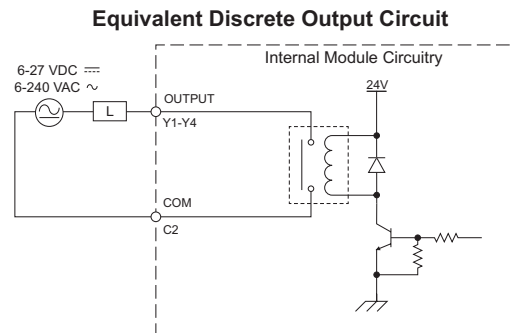 Equivalent Discrete Output Circuit
Internal Module Circuitry
6-27 VDC ⎓
6-240 VAC ∿
24V
L
OUTPUT
Y1-Y4
COM
C2